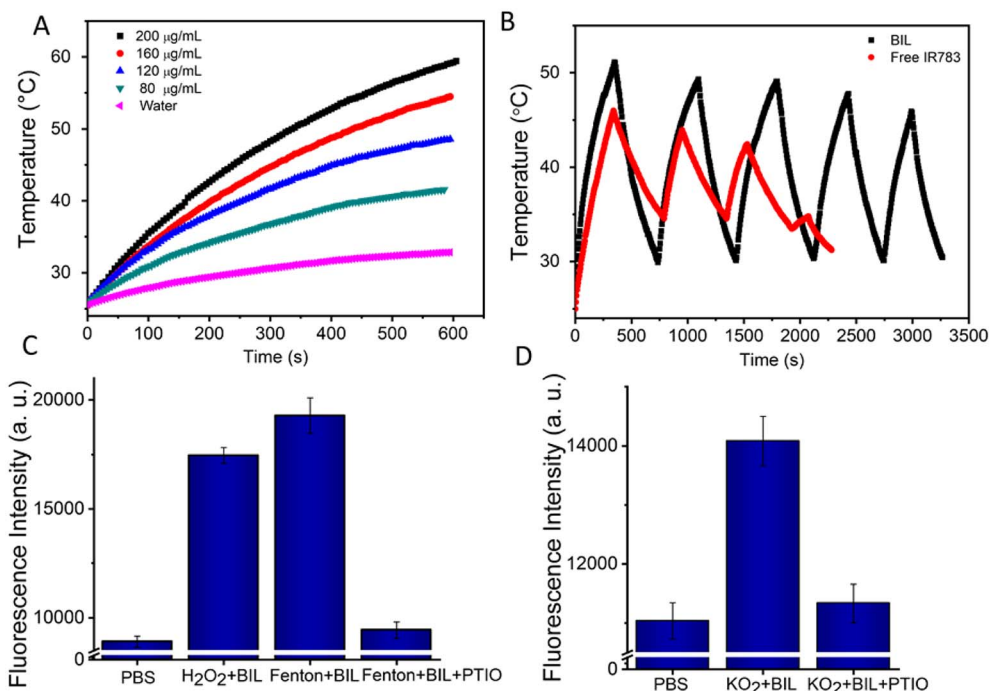 A
200 μg/mL
160 μg/mL
120 μg/mL
80 μg/mL
Water
Temperature (°C)
60
50
40
30
0 100 200 300 400 500 600
Time (s)
B
BIL
Free IR783
Temperature (°C)
50
40
30
0 500 1000 1500 2000 2500 3000 3500
Time (s)
C
Fluorescence Intensity (a. u.)
20000
15000
10000
0
PBS H2O2+BIL Fenton+BIL Fenton+BIL+PTIO
D
Fluorescence Intensity (a. u.)
14000
12000
0
PBS KO2+BIL KO2+BIL+PTIO